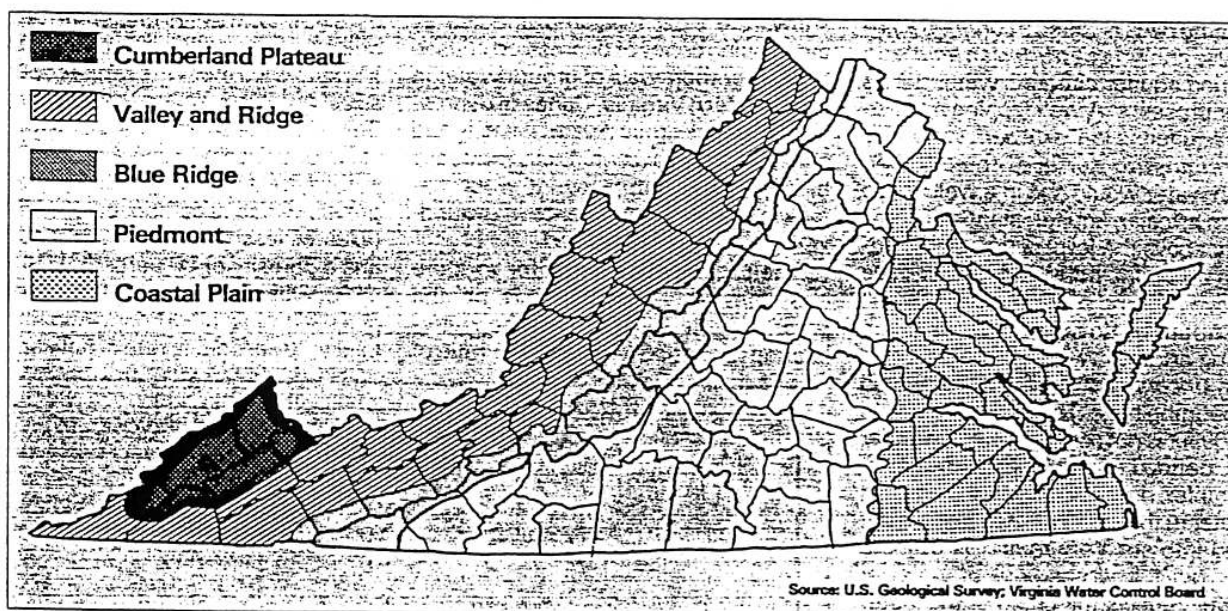 Cumberland Plateau
Valley and Ridge
Blue Ridge
Piedmont
Coastal Plain
Source: U.S. Geological Survey; Virginia Water Control Board